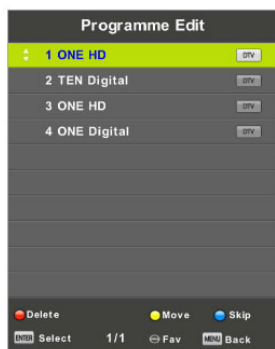 Programme Edit
1 ONE HD DTV
2 TEN Digital DTV
3 ONE HD DTV
4 ONE Digital DTV
Delete Move Skip
ENTER Select 1/1 Fav MENU Back